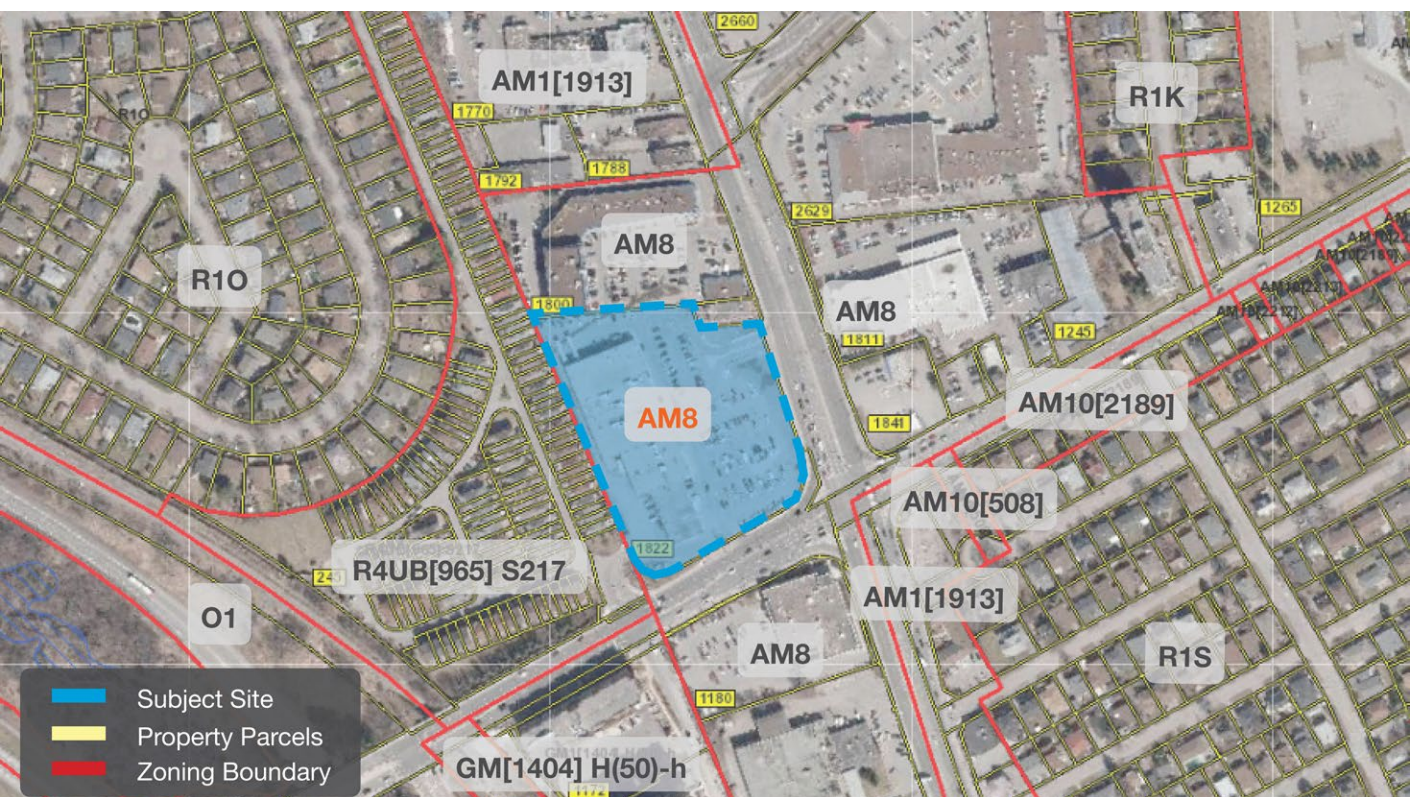 2660
AM1[1913]
R1K
1770
R1O
1788
1792
2629
1265
AM8
R1O
1800
AM8
1811
1245
AM8
AM10[2189]
1841
AM10[508]
1822
R4UB[965] S217
AM1[1913]
O1
AM8
R1S
1180
Subject Site
Property Parcels
Zoning Boundary
GM[1404] H(50)-h
1172